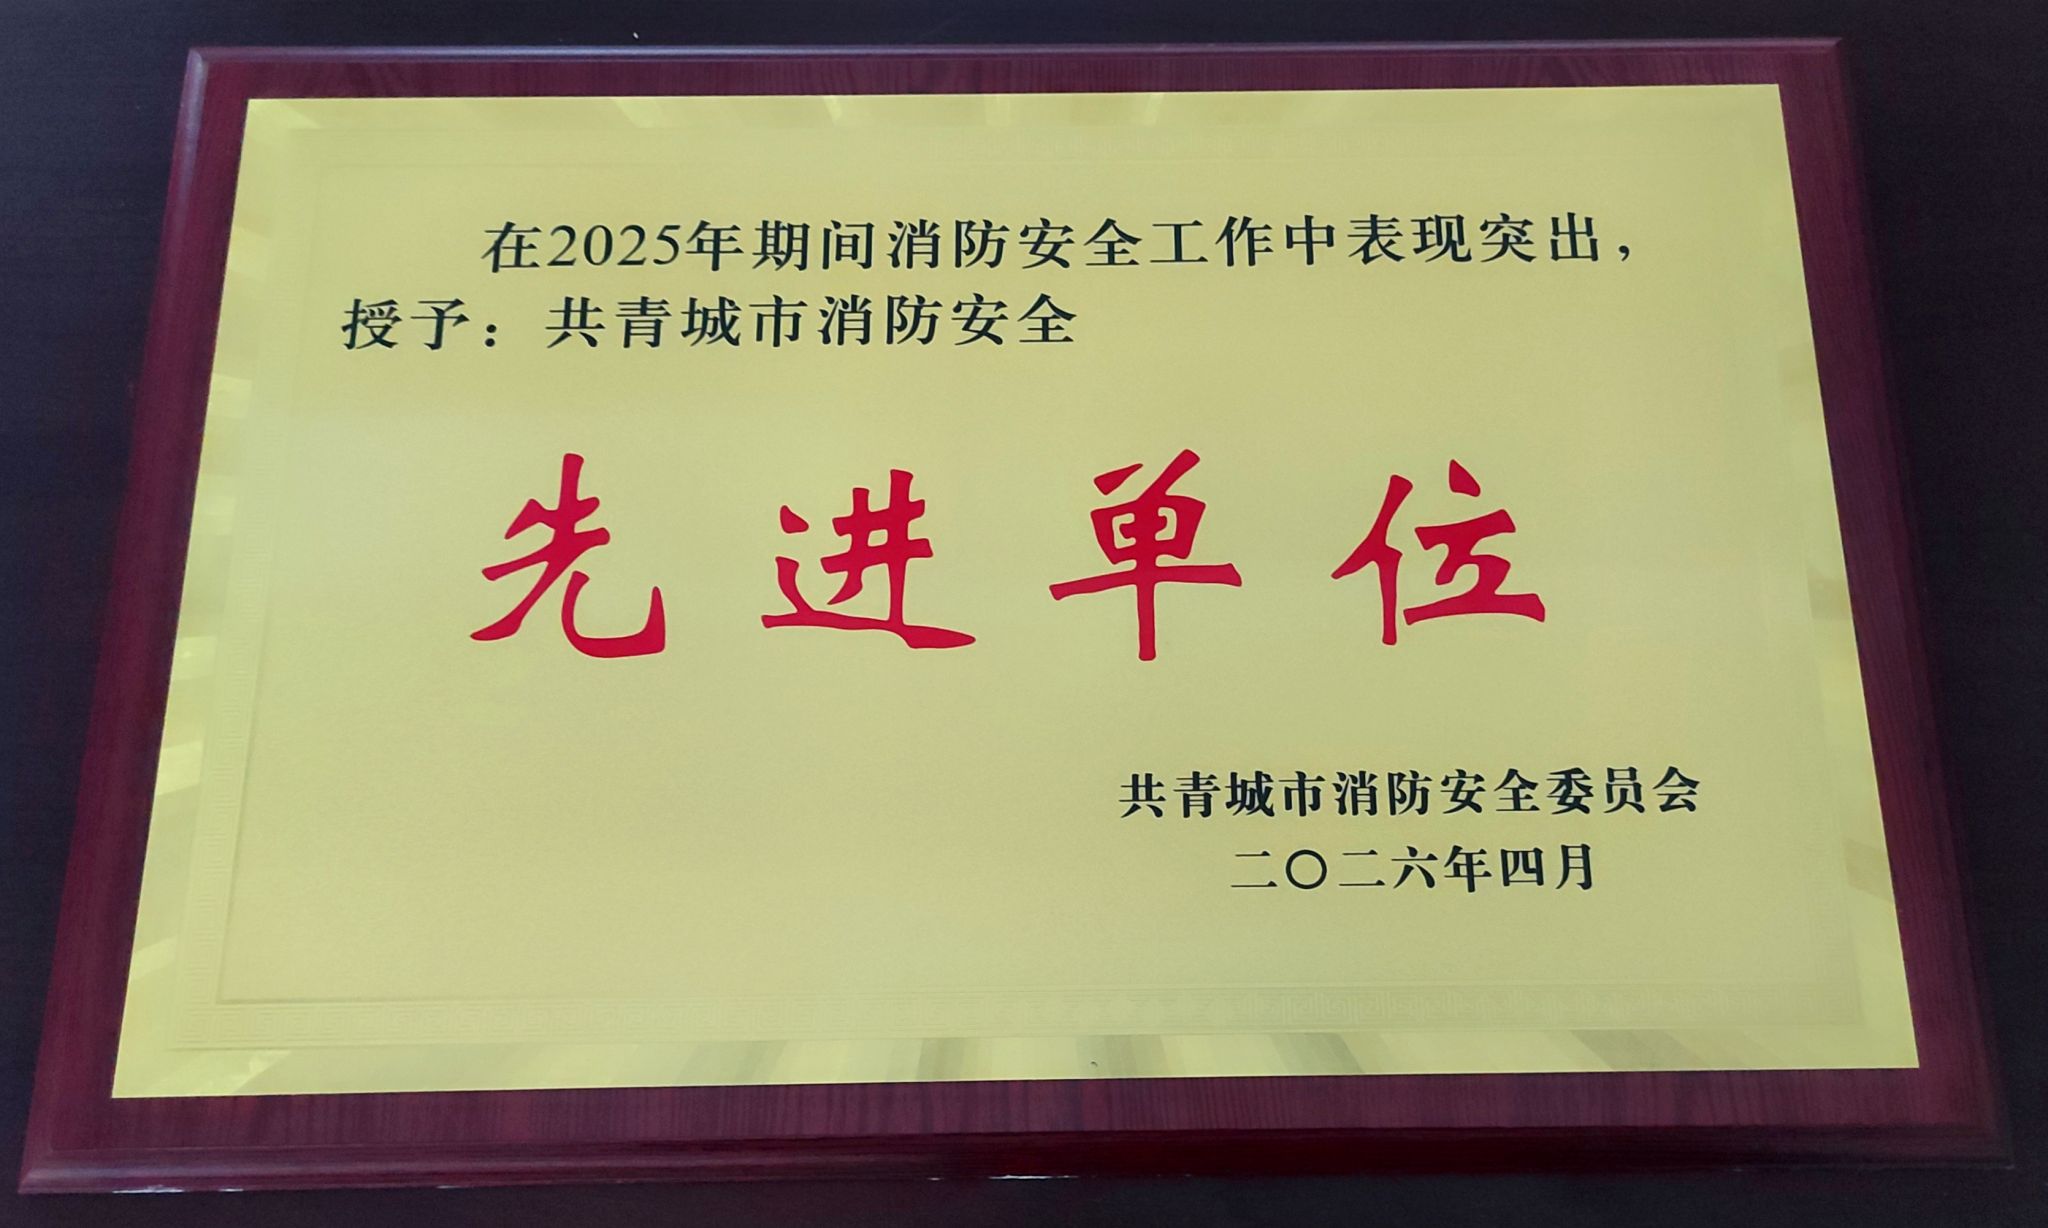 在2025年期间消防安全工作中表现突出，
授予：共青城市消防安全
先进单位
共青城市消防安全委员会
二〇二六年四月